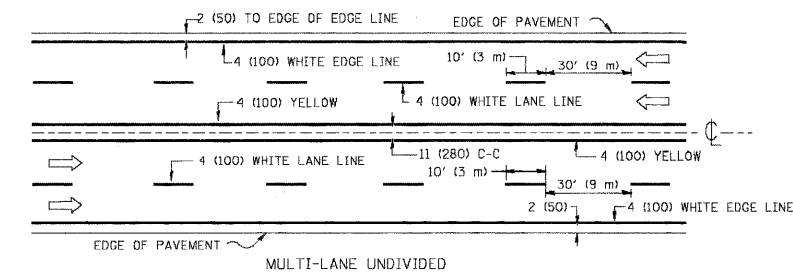 2 (50) TO EDGE OF EDGE LINE
EDGE OF PAVEMENT
4 (100) WHITE EDGE LINE
10' (3 m)
30' (9 m)
4 (100) YELLOW
4 (100) WHITE LANE LINE
℄
4 (100) WHITE LANE LINE
11 (280) C-C
4 (100) YELLOW
10' (3 m)
30' (9 m)
2 (50)
4 (100) WHITE EDGE LINE
EDGE OF PAVEMENT
MULTI-LANE UNDIVIDED